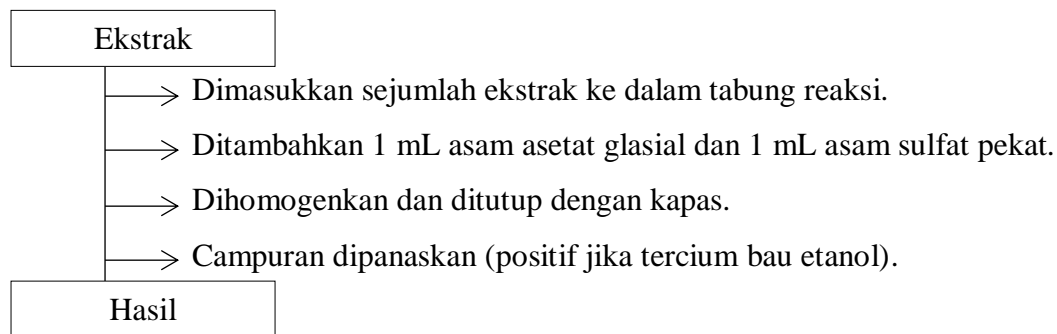 Ekstrak
Dimasukkan sejumlah ekstrak ke dalam tabung reaksi.
Ditambahkan 1 mL asam asetat glasial dan 1 mL asam sulfat pekat.
Dihomogenkan dan ditutup dengan kapas.
Campuran dipanaskan (positif jika tercium bau etanol).
Hasil